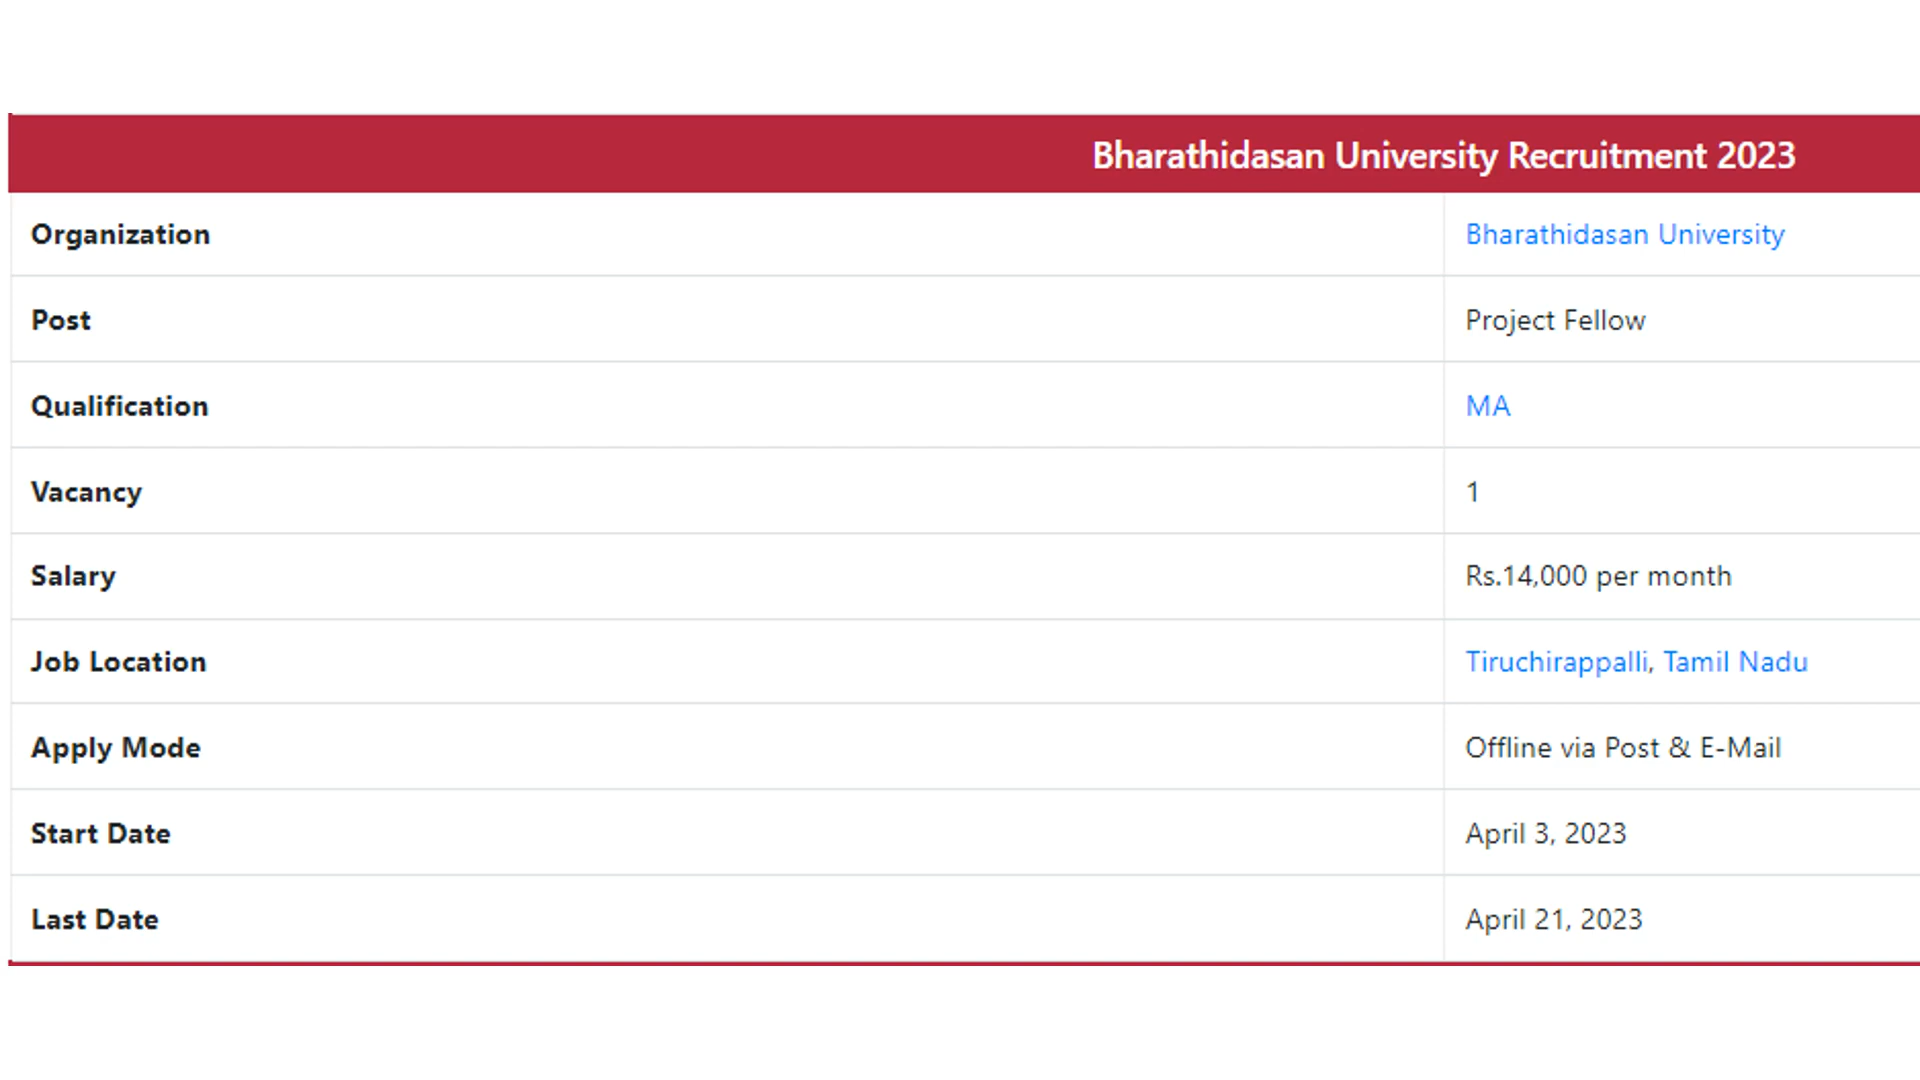 Bharathidasan University Recruitment 2023
Organization Bharathidasan University
Post Project Fellow
Qualification MA
Vacancy 1
Salary Rs.14,000 per month
Job Location Tiruchirappalli, Tamil Nadu
Apply Mode Offline via Post & E-Mail
Start Date April 3, 2023
Last Date April 21, 2023